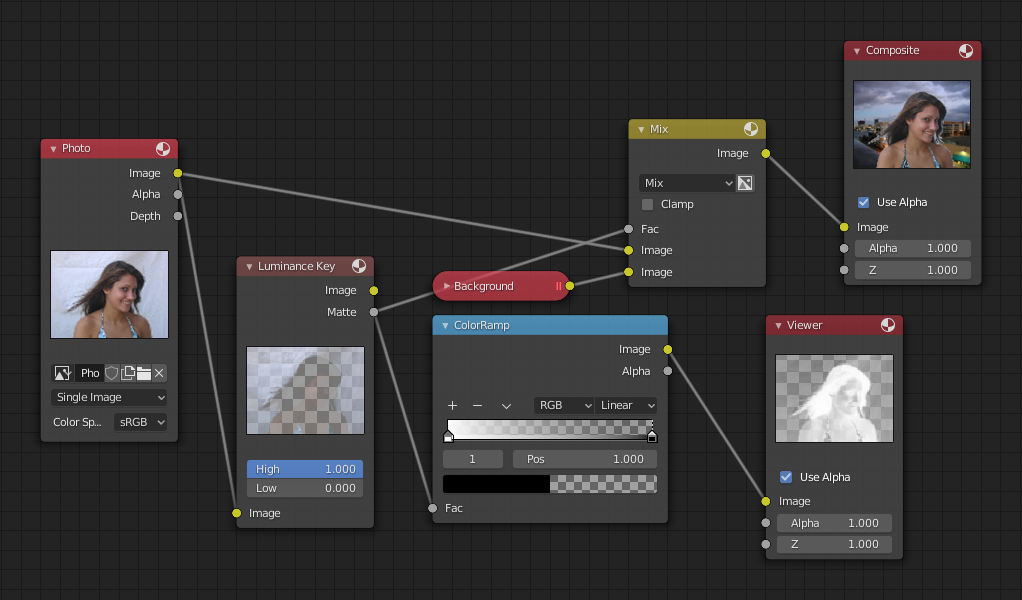 Photo
Image
Alpha
Depth
Pho
Single Image
Color Sp...
sRGB
Luminance Key
Image
Matte
High 1.000
Low 0.000
Image
Background
ColorRamp
Image
Alpha
RGB
Linear
1
Pos 1.000
Fac
Mix
Image
Mix
Clamp
Fac
Image
Image
Composite
Use Alpha
Image
Alpha 1.000
Z 1.000
Viewer
Use Alpha
Image
Alpha 1.000
Z 1.000